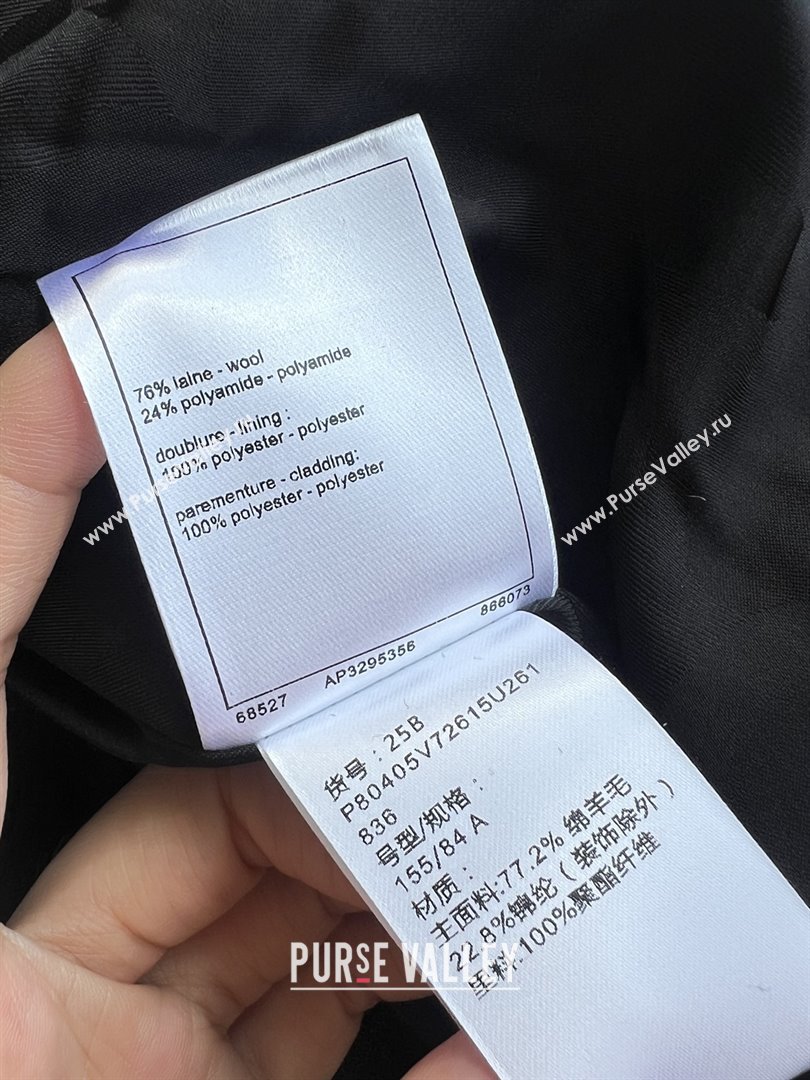 76% laine - wool
24% polyamide - polyamide
doublure - lining :
100% polyester - polyester
parementure - cladding:
100% polyester - polyester
68527 AP3295356 866073
货号：25B
P80405V72615U261
836
号型/规格：
155/84 A
材质：
主面料:77.2% 绵羊毛
22.8%锦纶（装饰除外）
里料:100%聚酯纤维
www.PurseValley.ru
www.PurseValley.ru
PURSE VALLEY